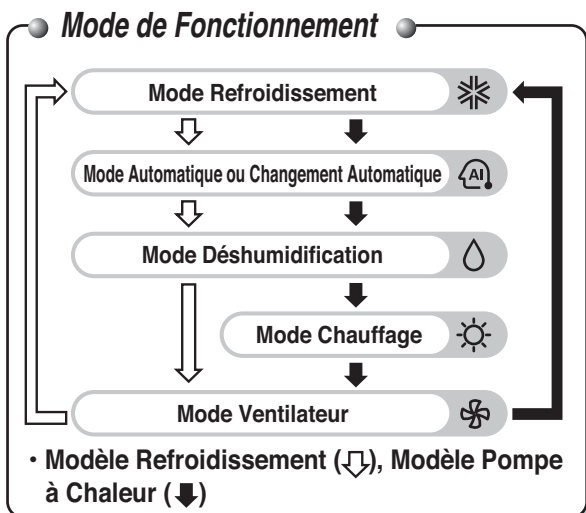 Mode de Fonctionnement
Mode Refroidissement
Mode Automatique ou Changement Automatique
AI
Mode Déshumidification
Mode Chauffage
Mode Ventilateur
· Modèle Refroidissement (⇩), Modèle Pompe
à Chaleur (⬇)